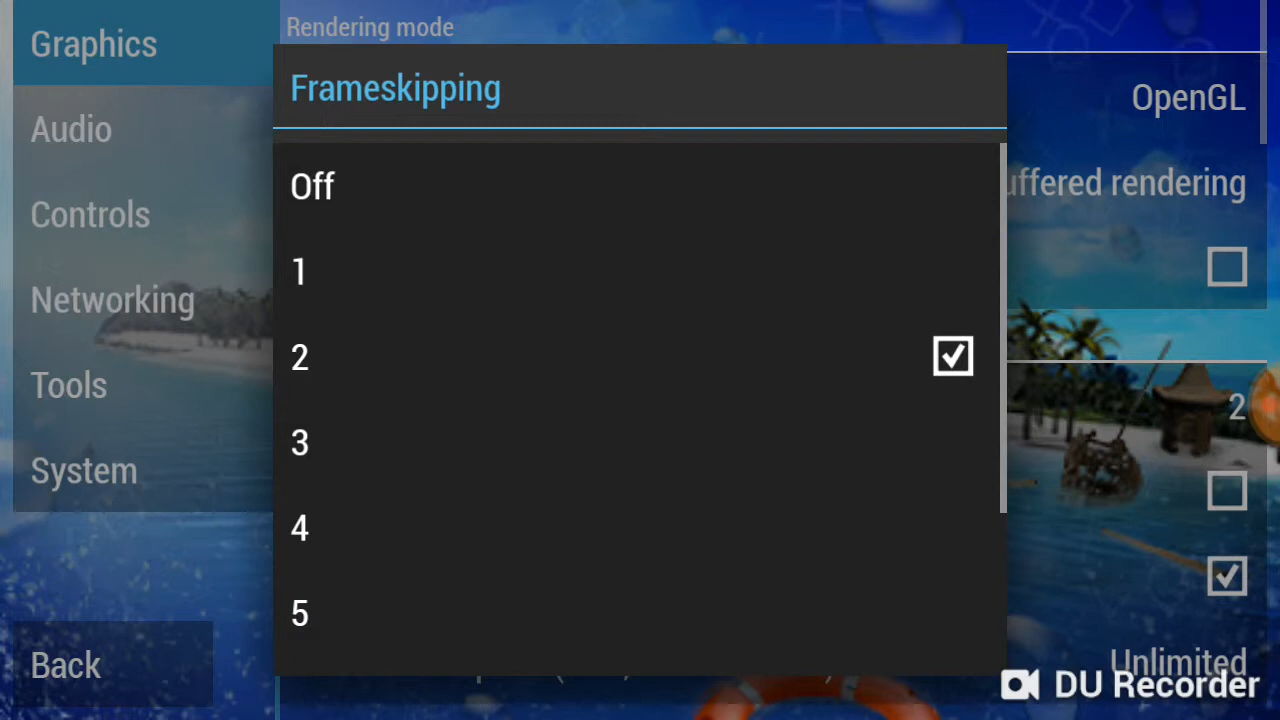 Graphics
Audio
Controls
Networking
Tools
System
Back
Rendering mode
OpenGL
uffered rendering
2
Unlimited
Frameskipping
Off
1
2
3
4
5
DU Recorder